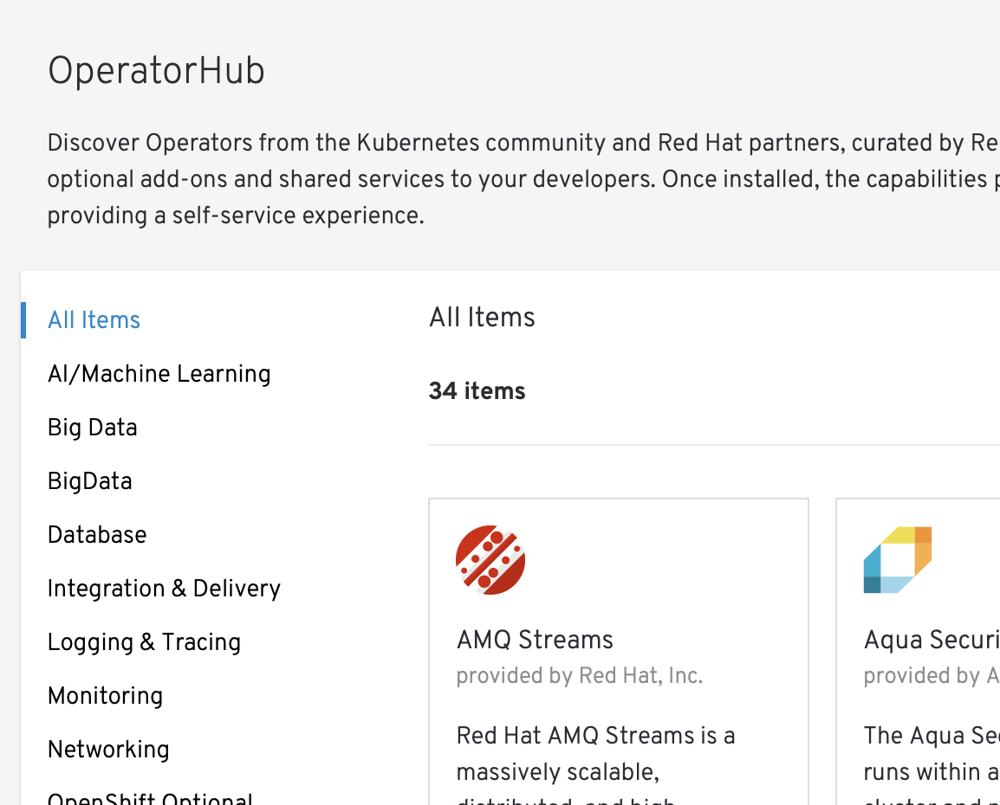 OperatorHub
Discover Operators from the Kubernetes community and Red Hat partners, curated by Re
optional add-ons and shared services to your developers. Once installed, the capabilities
providing a self-service experience.
All Items
AI/Machine Learning
Big Data
BigData
Database
Integration & Delivery
Logging & Tracing
Monitoring
Networking
OpenShift Optional
All Items
34 items
AMQ Streams
provided by Red Hat, Inc.
Red Hat AMQ Streams is a
massively scalable,
distributed, and high
Aqua Securi
provided by A
The Aqua Sec
runs within a
cluster and